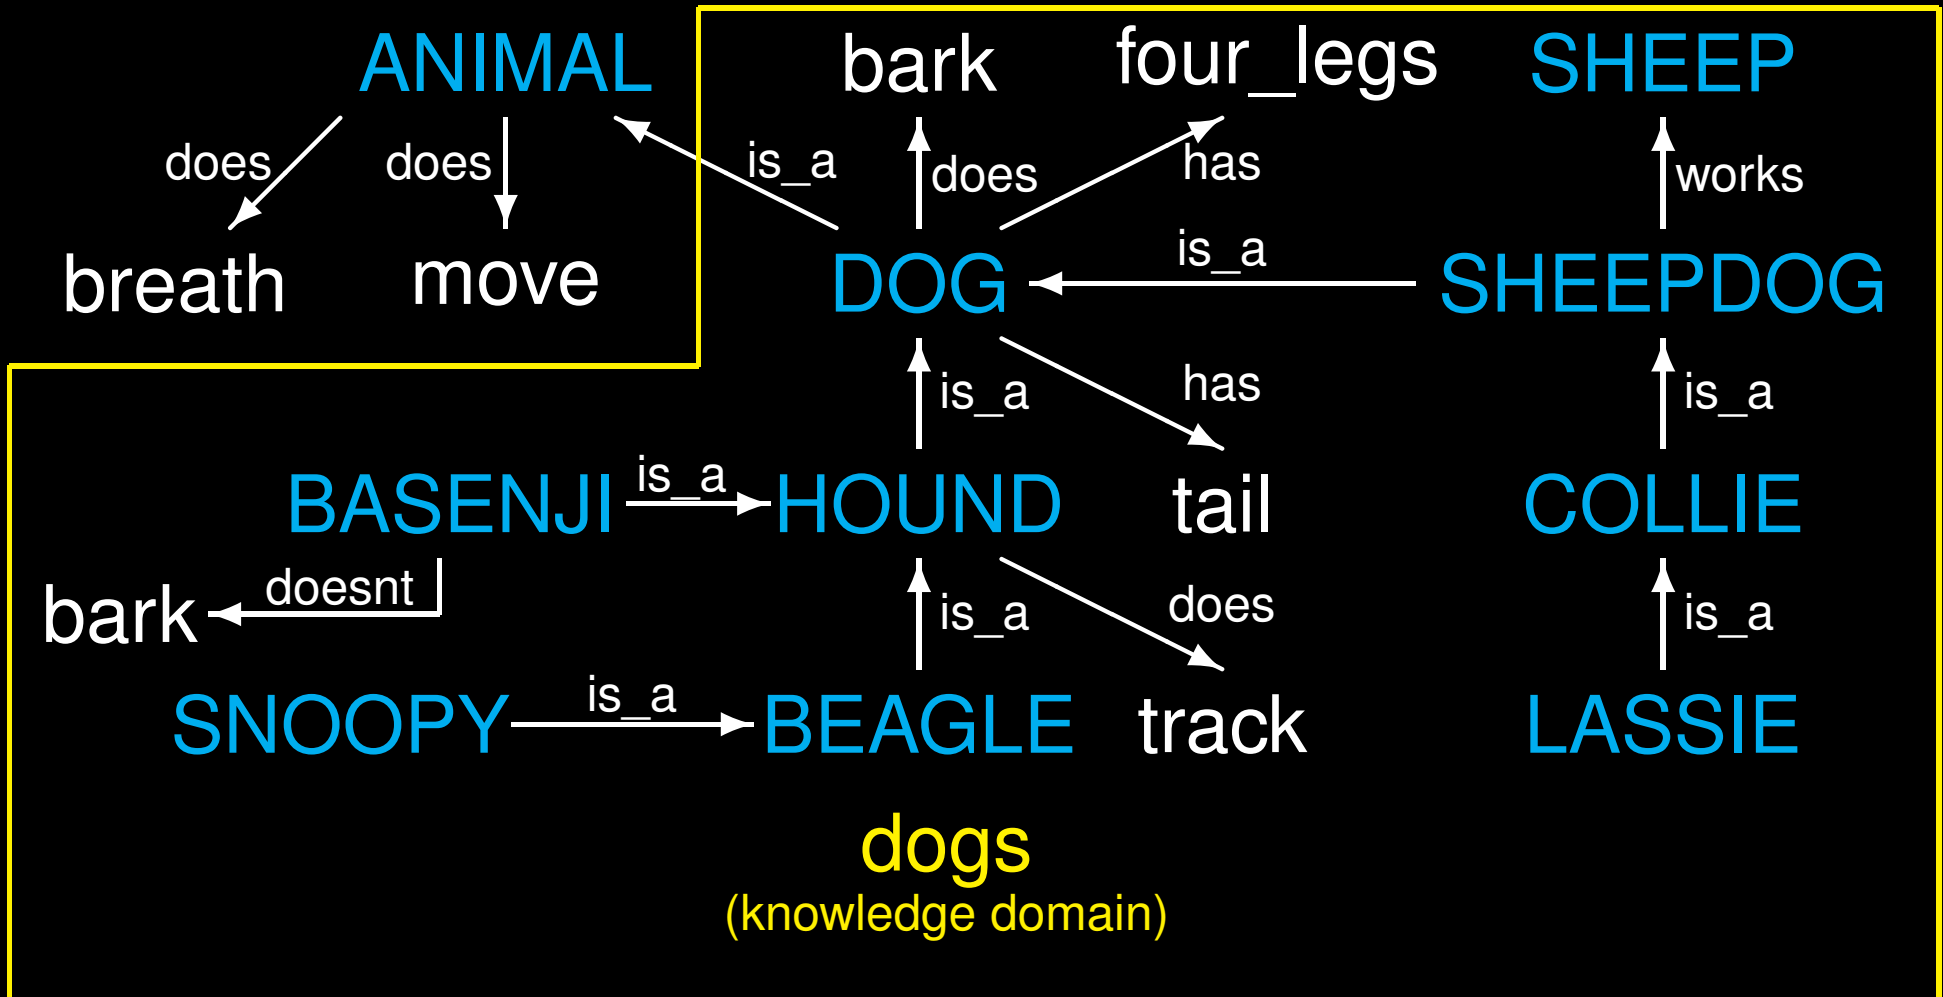 ANIMAL bark four_legs SHEEP
does does is_a does has works
breath move DOG is_a SHEEPDOG
is_a has is_a
BASENJI is_a HOUND tail COLLIE
bark doesnt is_a does is_a
SNOOPY is_a BEAGLE track LASSIE
dogs
(knowledge domain)